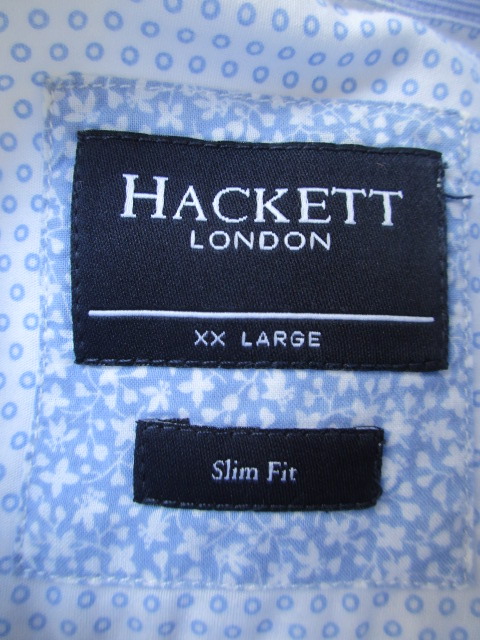 HACKETT
LONDON
XX LARGE
Slim Fit